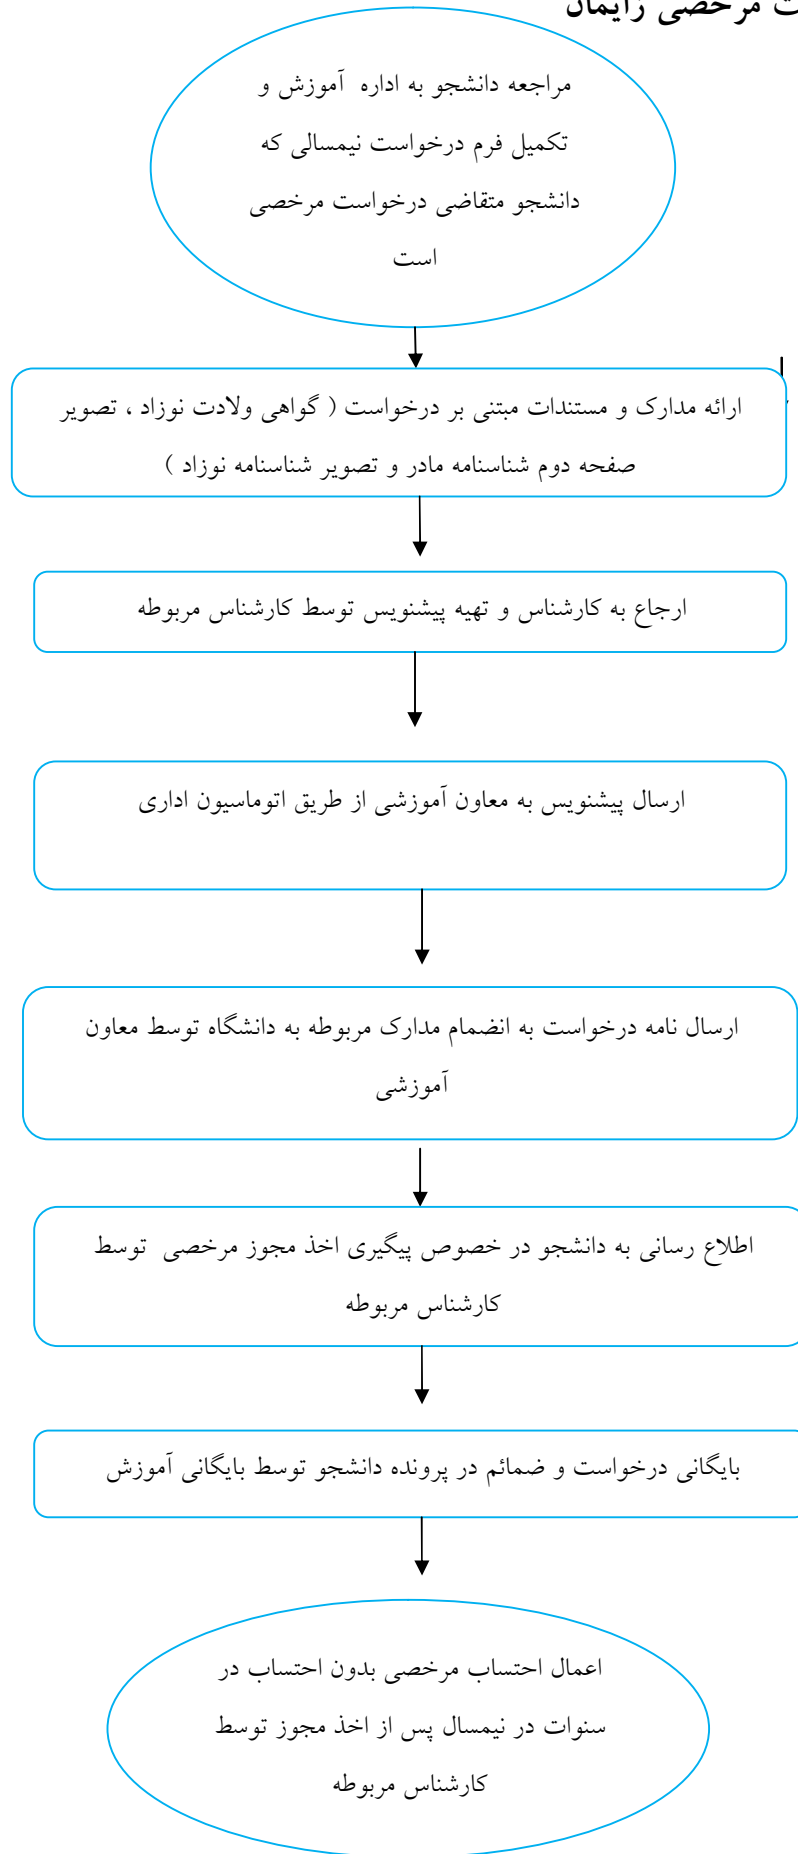 مرخصی زایمان
مراجعه دانشجو به اداره آموزش و
تکمیل فرم درخواست نیمسالی که
دانشجو متقاضی درخواست مرخصی
است
ارائه مدارک و مستندات مبتنی بر درخواست ( گواهی ولادت نوزاد ، تصویر
صفحه دوم شناسنامه مادر و تصویر شناسنامه نوزاد )
ارجاع به کارشناس و تهیه پیشنویس توسط کارشناس مربوطه
ارسال پیشنویس به معاون آموزشی از طریق اتوماسیون اداری
ارسال نامه درخواست به انضمام مدارک مربوطه به دانشگاه توسط معاون
آموزشی
اطلاع رسانی به دانشجو در خصوص پیگیری اخذ مجوز مرخصی توسط
کارشناس مربوطه
بایگانی درخواست و ضمائم در پرونده دانشجو توسط بایگانی آموزش
اعمال احتساب مرخصی بدون احتساب در
سنوات در نیمسال پس از اخذ مجوز توسط
کارشناس مربوطه